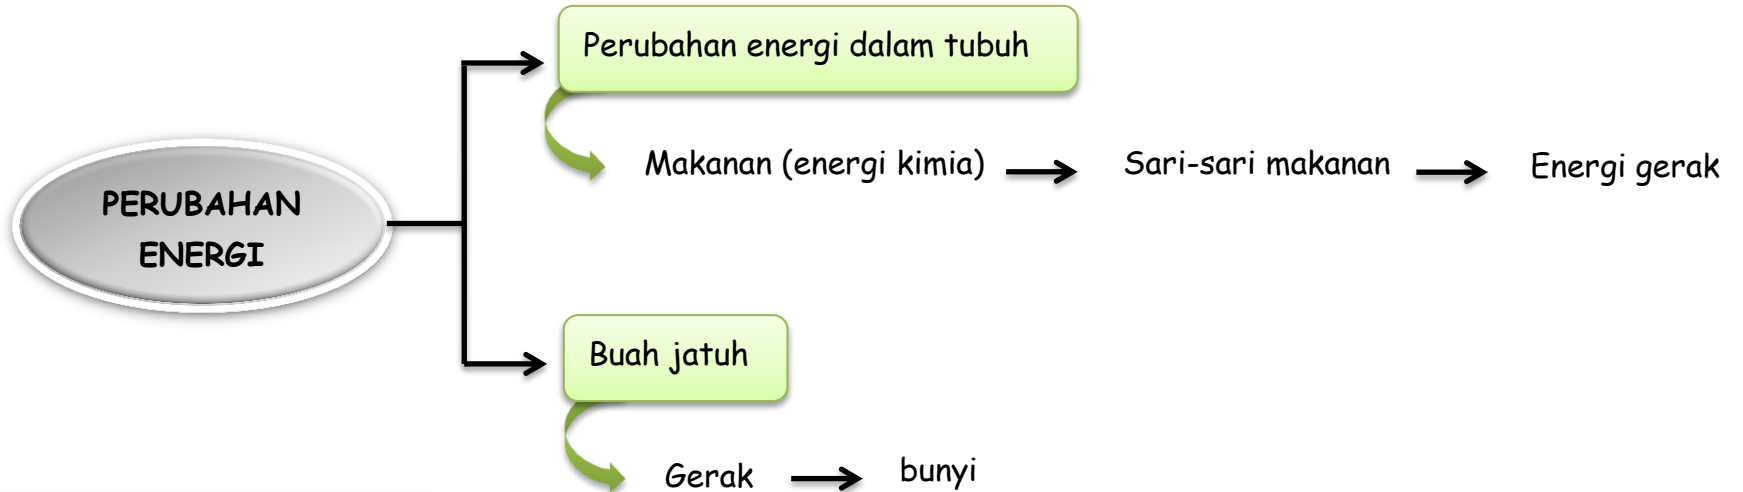 Perubahan energi dalam tubuh
Makanan (energi kimia)
Sari-sari makanan
Energi gerak
PERUBAHAN
ENERGI
Buah jatuh
Gerak
bunyi